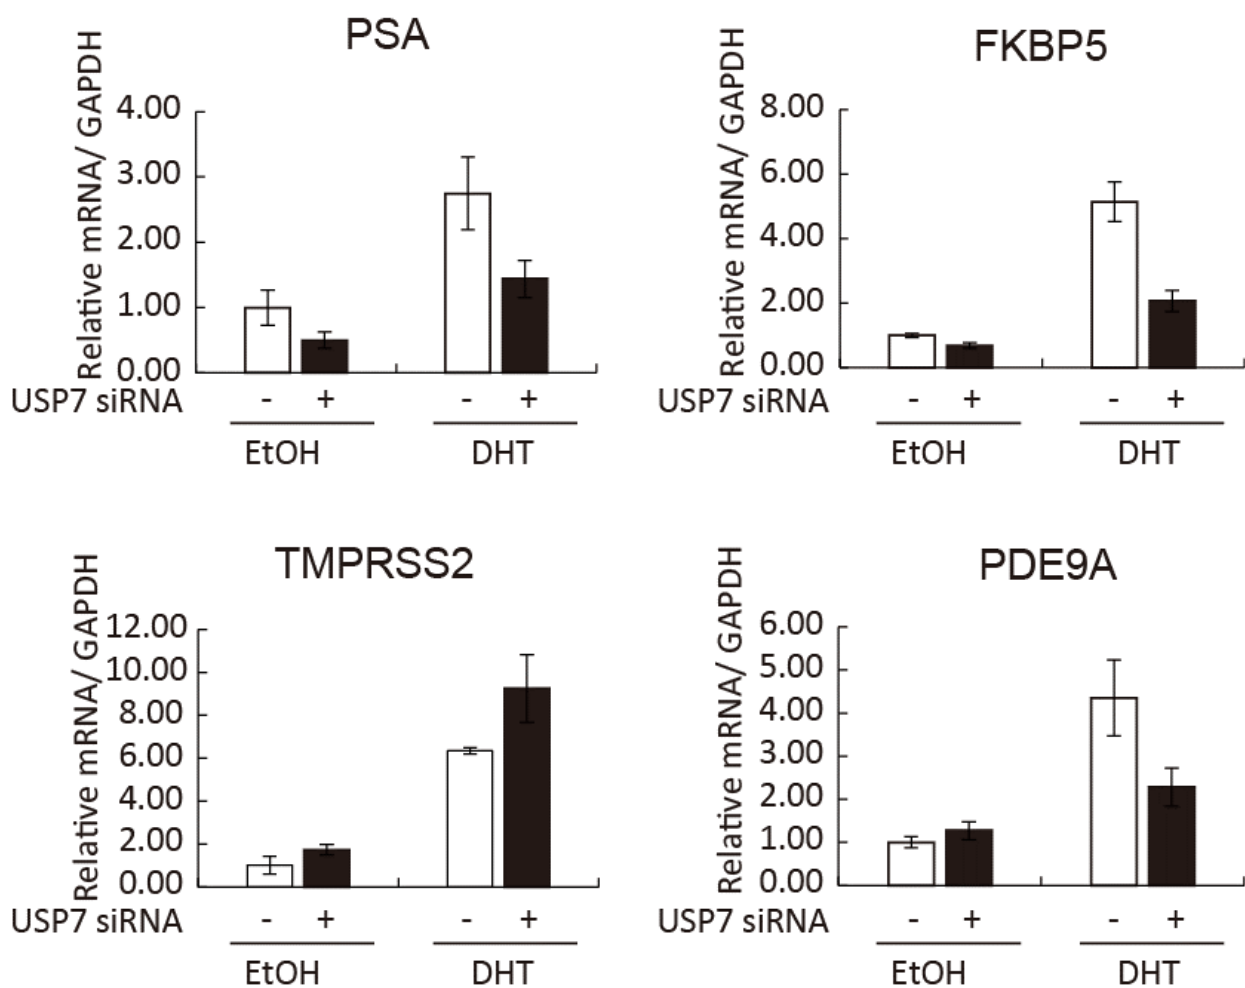 PSA
Relative mRNA/ GAPDH
4.00
3.00
2.00
1.00
0.00
USP7 siRNA - + - +
EtOH DHT
FKBP5
Relative mRNA/ GAPDH
8.00
6.00
4.00
2.00
0.00
USP7 siRNA - + - +
EtOH DHT
TMPRSS2
Relative mRNA/ GAPDH
12.00
10.00
8.00
6.00
4.00
2.00
0.00
USP7 siRNA - + - +
EtOH DHT
PDE9A
Relative mRNA/ GAPDH
6.00
5.00
4.00
3.00
2.00
1.00
0.00
USP7 siRNA - + - +
EtOH DHT